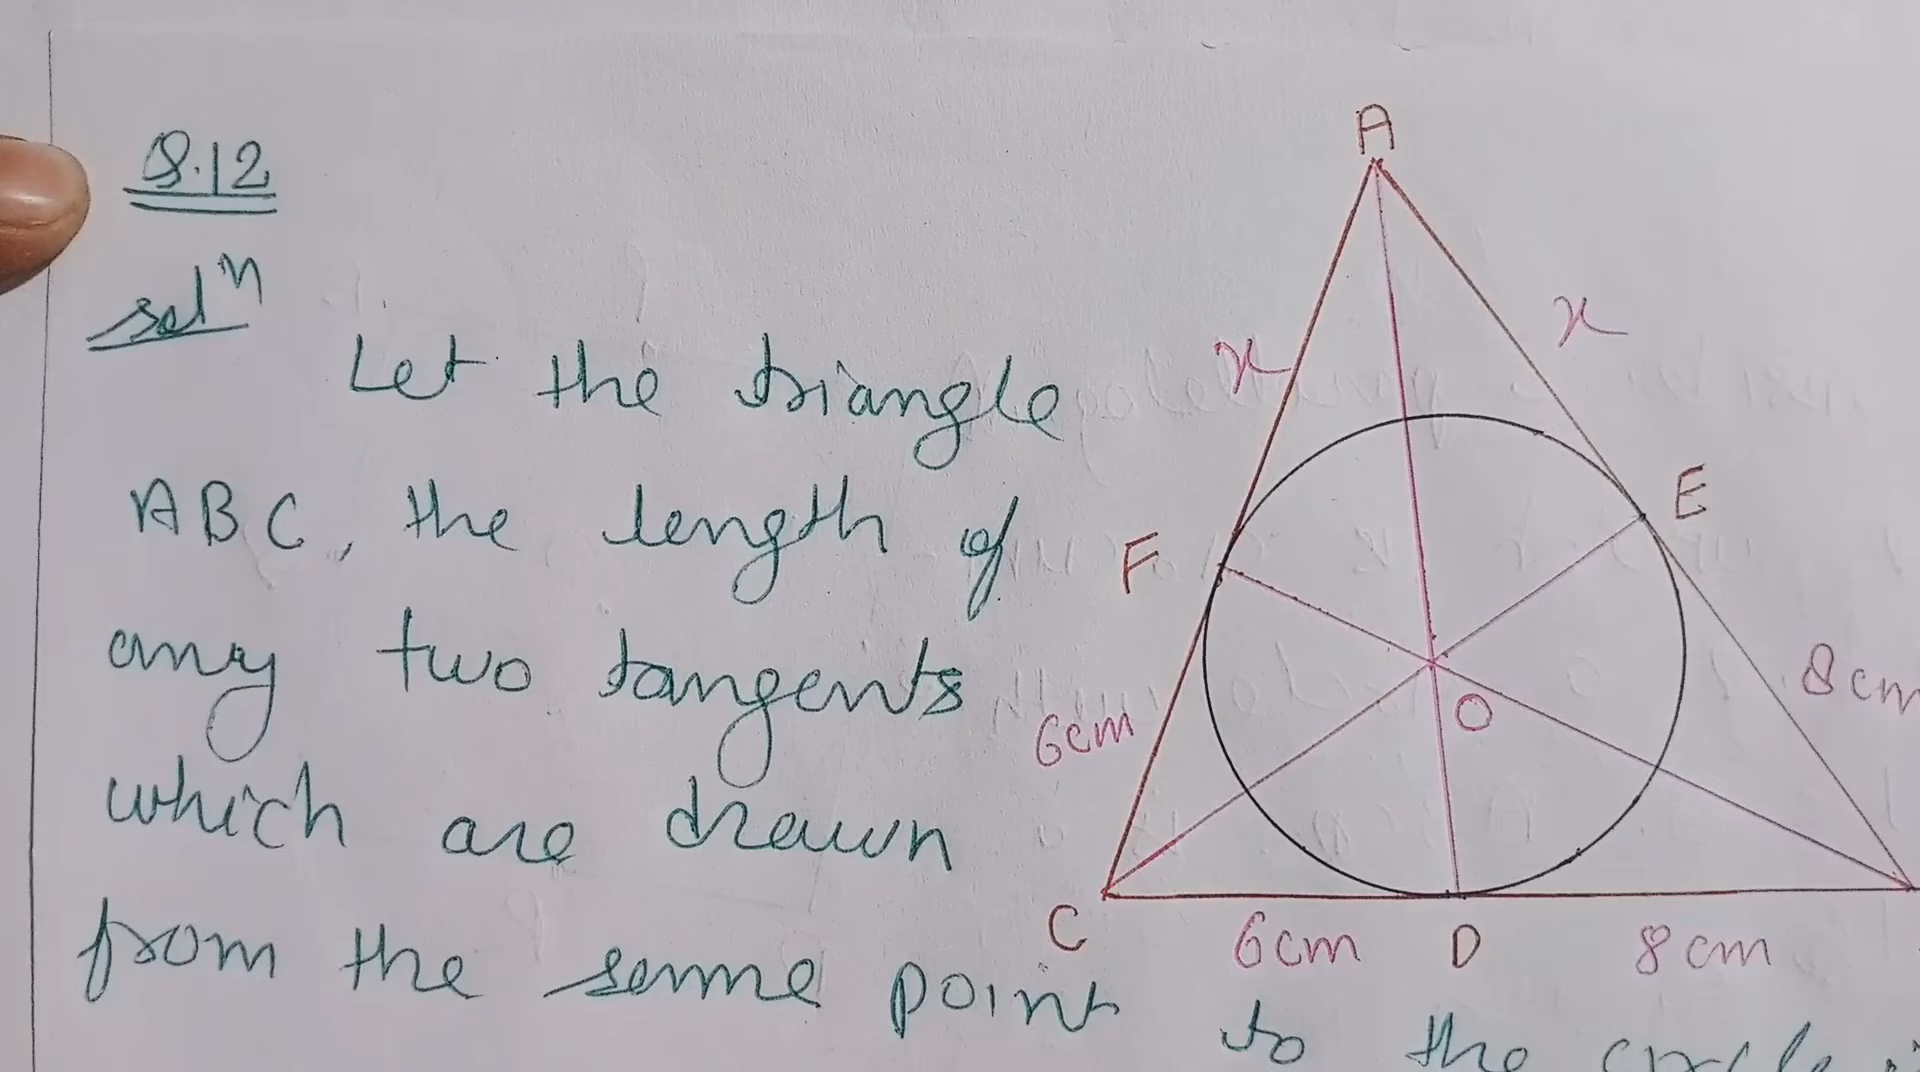 Q.12
solⁿ
Let the triangle
ABC, the length of
any two tangents
which are drawn
from the same point to the circle
A
x
x
E
F
8cm
O
6cm
C
6cm
D
8cm